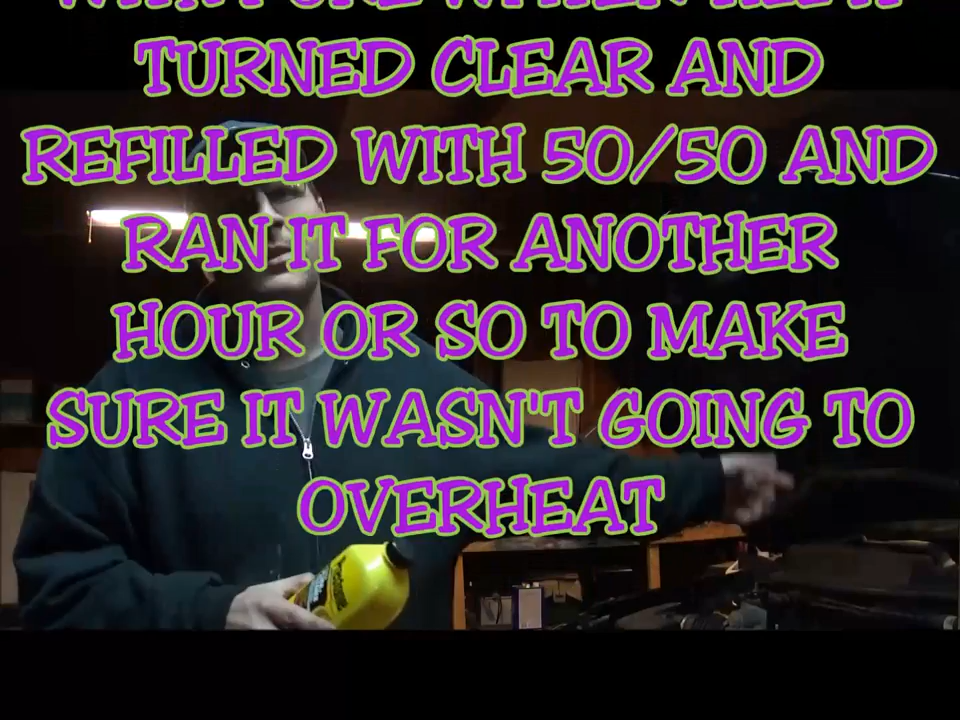 TURNED CLEAR AND
REFILLED WITH 50/50 AND
RAN IT FOR ANOTHER
HOUR OR SO TO MAKE
SURE IT WASN'T GOING TO
OVERHEAT